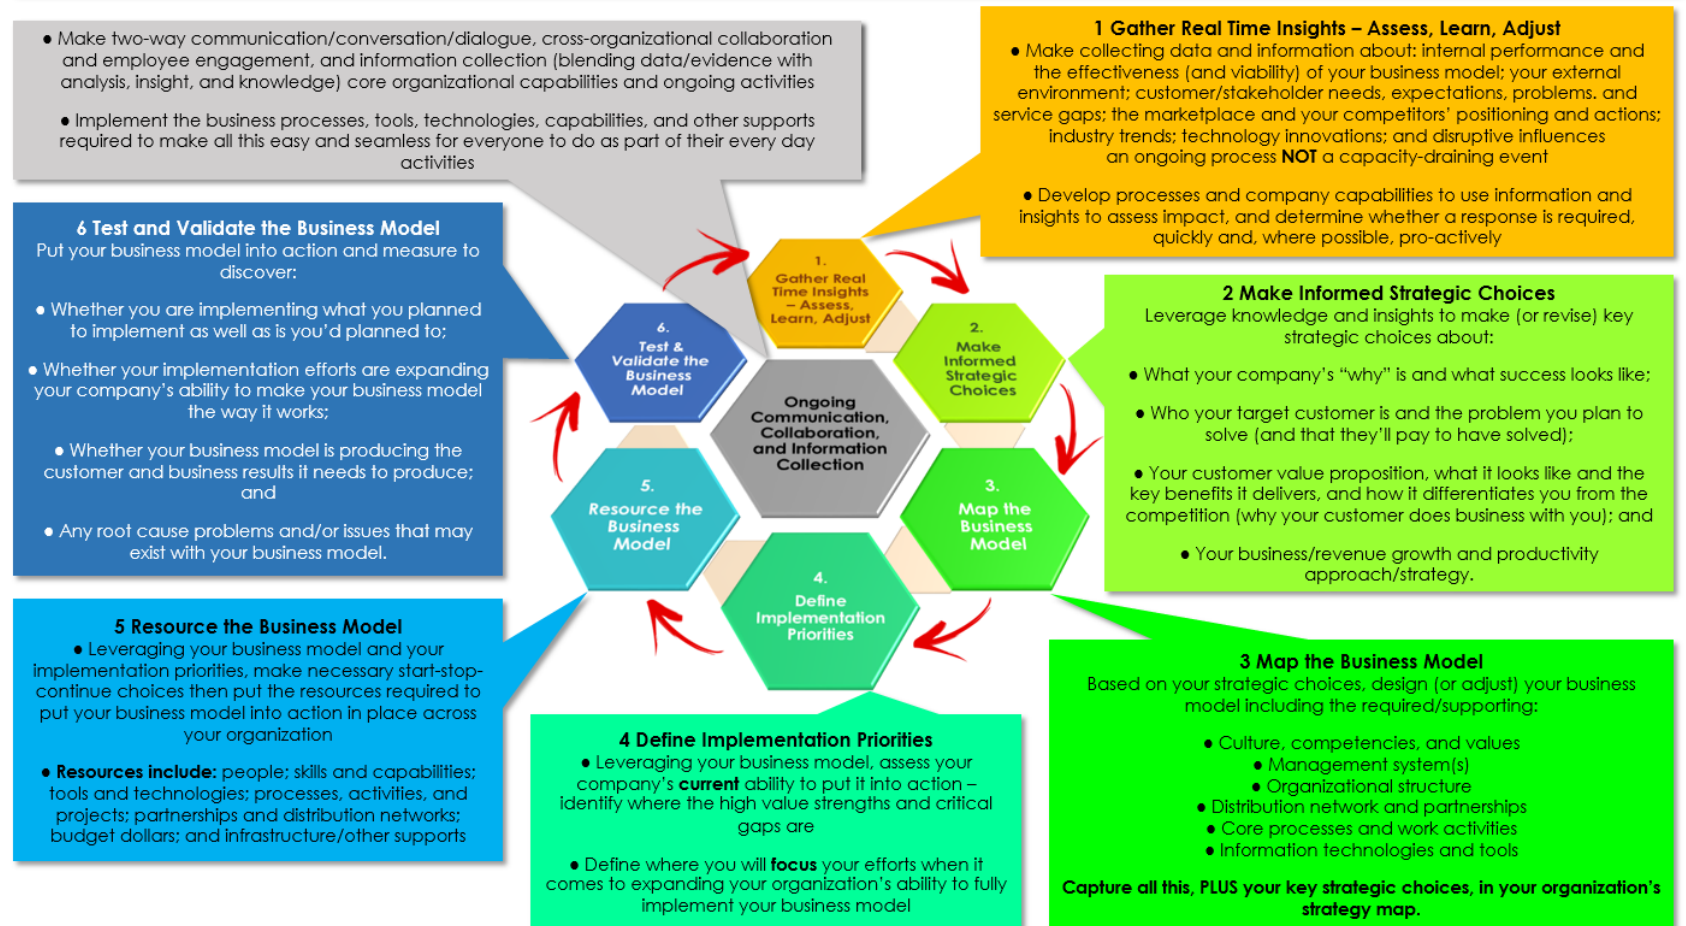 ● Make two-way communication/conversation/dialogue, cross-organizational collaboration
and employee engagement, and information collection (blending data/evidence with
analysis, insight, and knowledge) core organizational capabilities and ongoing activities
● Implement the business processes, tools, technologies, capabilities, and other supports
required to make all this easy and seamless for everyone to do as part of their every day
activities
1 Gather Real Time Insights – Assess, Learn, Adjust
● Make collecting data and information about: internal performance and
the effectiveness (and viability) of your business model; your external
environment; customer/stakeholder needs, expectations, problems. and
service gaps; the marketplace and your competitors' positioning and actions;
industry trends; technology innovations; and disruptive influences
an ongoing process NOT a capacity-draining event
● Develop processes and company capabilities to use information and
insights to assess impact, and determine whether a response is required,
quickly and, where possible, pro-actively
6 Test and Validate the Business Model
Put your business model into action and measure to
discover:
● Whether you are implementing what you planned
to implement as well as is you'd planned to;
● Whether your implementation efforts are expanding
your company's ability to make your business model
the way it works;
● Whether your business model is producing the
customer and business results it needs to produce;
and
● Any root cause problems and/or issues that may
exist with your business model.
1.
Gather Real
Time Insights
– Assess,
Learn, Adjust
2.
Make
Informed
Strategic
Choices
3.
Map the
Business
Model
4.
Define
Implementation
Priorities
5.
Resource the
Business
Model
6.
Test &
Validate the
Business
Model
Ongoing
Communication,
Collaboration,
and Information
Collection
2 Make Informed Strategic Choices
Leverage knowledge and insights to make (or revise) key
strategic choices about:
● What your company's “why” is and what success looks like;
● Who your target customer is and the problem you plan to
solve (and that they'll pay to have solved);
● Your customer value proposition, what it looks like and the
key benefits it delivers, and how it differentiates you from the
competition (why your customer does business with you); and
● Your business/revenue growth and productivity
approach/strategy.
5 Resource the Business Model
● Leveraging your business model and your
implementation priorities, make necessary start-stop-
continue choices then put the resources required to
put your business model into action in place across
your organization
● Resources include: people; skills and capabilities;
tools and technologies; processes, activities, and
projects; partnerships and distribution networks;
budget dollars; and infrastructure/other supports
4 Define Implementation Priorities
● Leveraging your business model, assess your
company's current ability to put it into action –
identify where the high value strengths and critical
gaps are
● Define where you will focus your efforts when it
comes to expanding your organization's ability to fully
implement your business model
3 Map the Business Model
Based on your strategic choices, design (or adjust) your business
model including the required/supporting:
● Culture, competencies, and values
● Management system(s)
● Organizational structure
● Distribution network and partnerships
● Core processes and work activities
● Information technologies and tools
Capture all this, PLUS your key strategic choices, in your organization's
strategy map.